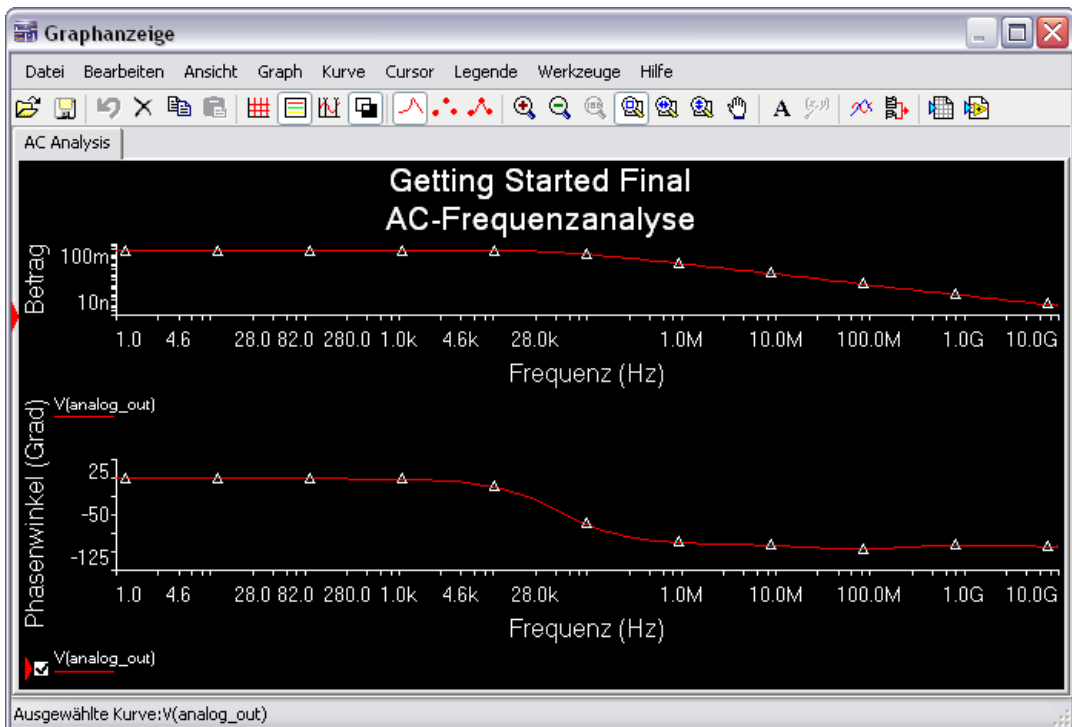 Graphanzeige
Datei Bearbeiten Ansicht Graph Kurve Cursor Legende Werkzeuge Hilfe
A
AC Analysis
Getting Started Final
AC-Frequenzanalyse
Betrag
100m
10n
1.0 4.6 28.0 82.0 280.0 1.0k 4.6k 28.0k 1.0M 10.0M 100.0M 1.0G 10.0G
Frequenz (Hz)
V(analog_out)
Phasenwinkel (Grad)
25
-50
-125
1.0 4.6 28.0 82.0 280.0 1.0k 4.6k 28.0k 1.0M 10.0M 100.0M 1.0G 10.0G
Frequenz (Hz)
V(analog_out)
Ausgewählte Kurve:V(analog_out)